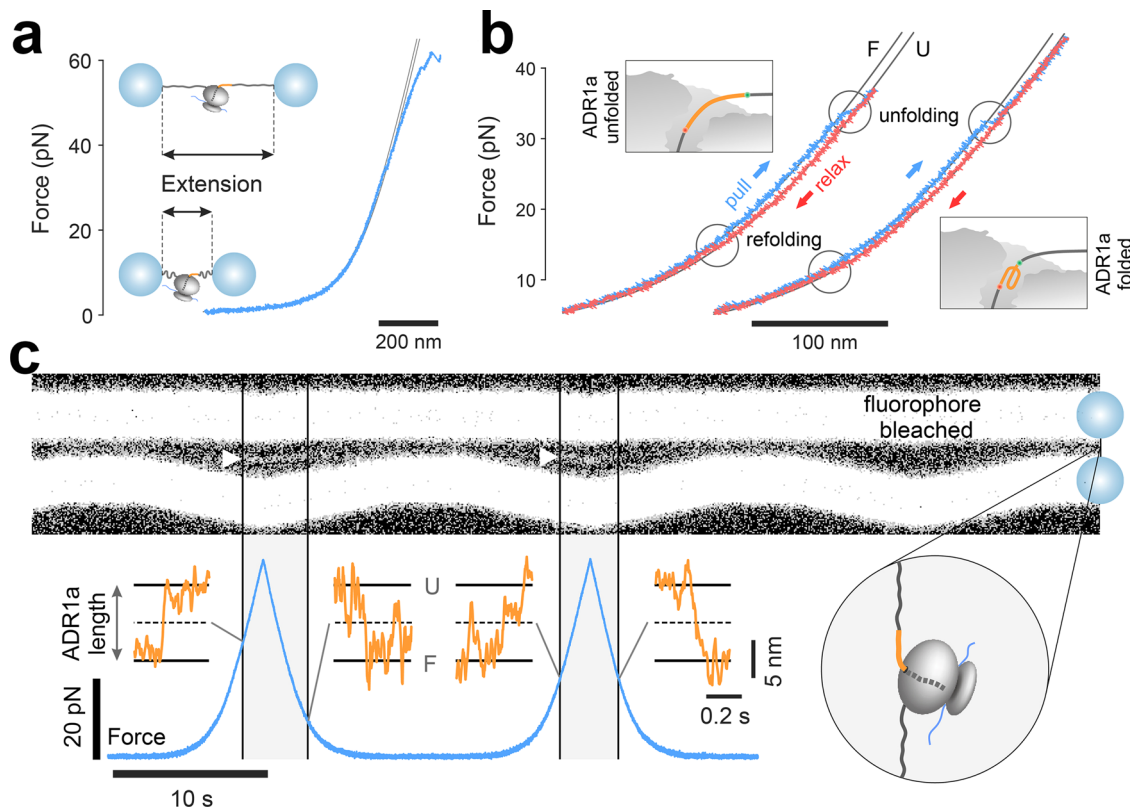 a
Force (pN)
60
40
20
0
Extension
200 nm
b
Force (pN)
40
30
20
10
F
U
ADR1a
unfolded
unfolding
pull
relax
refolding
ADR1a
folded
100 nm
c
fluorophore
bleached
ADR1a
length
U
F
5 nm
0.2 s
20 pN
Force
10 s